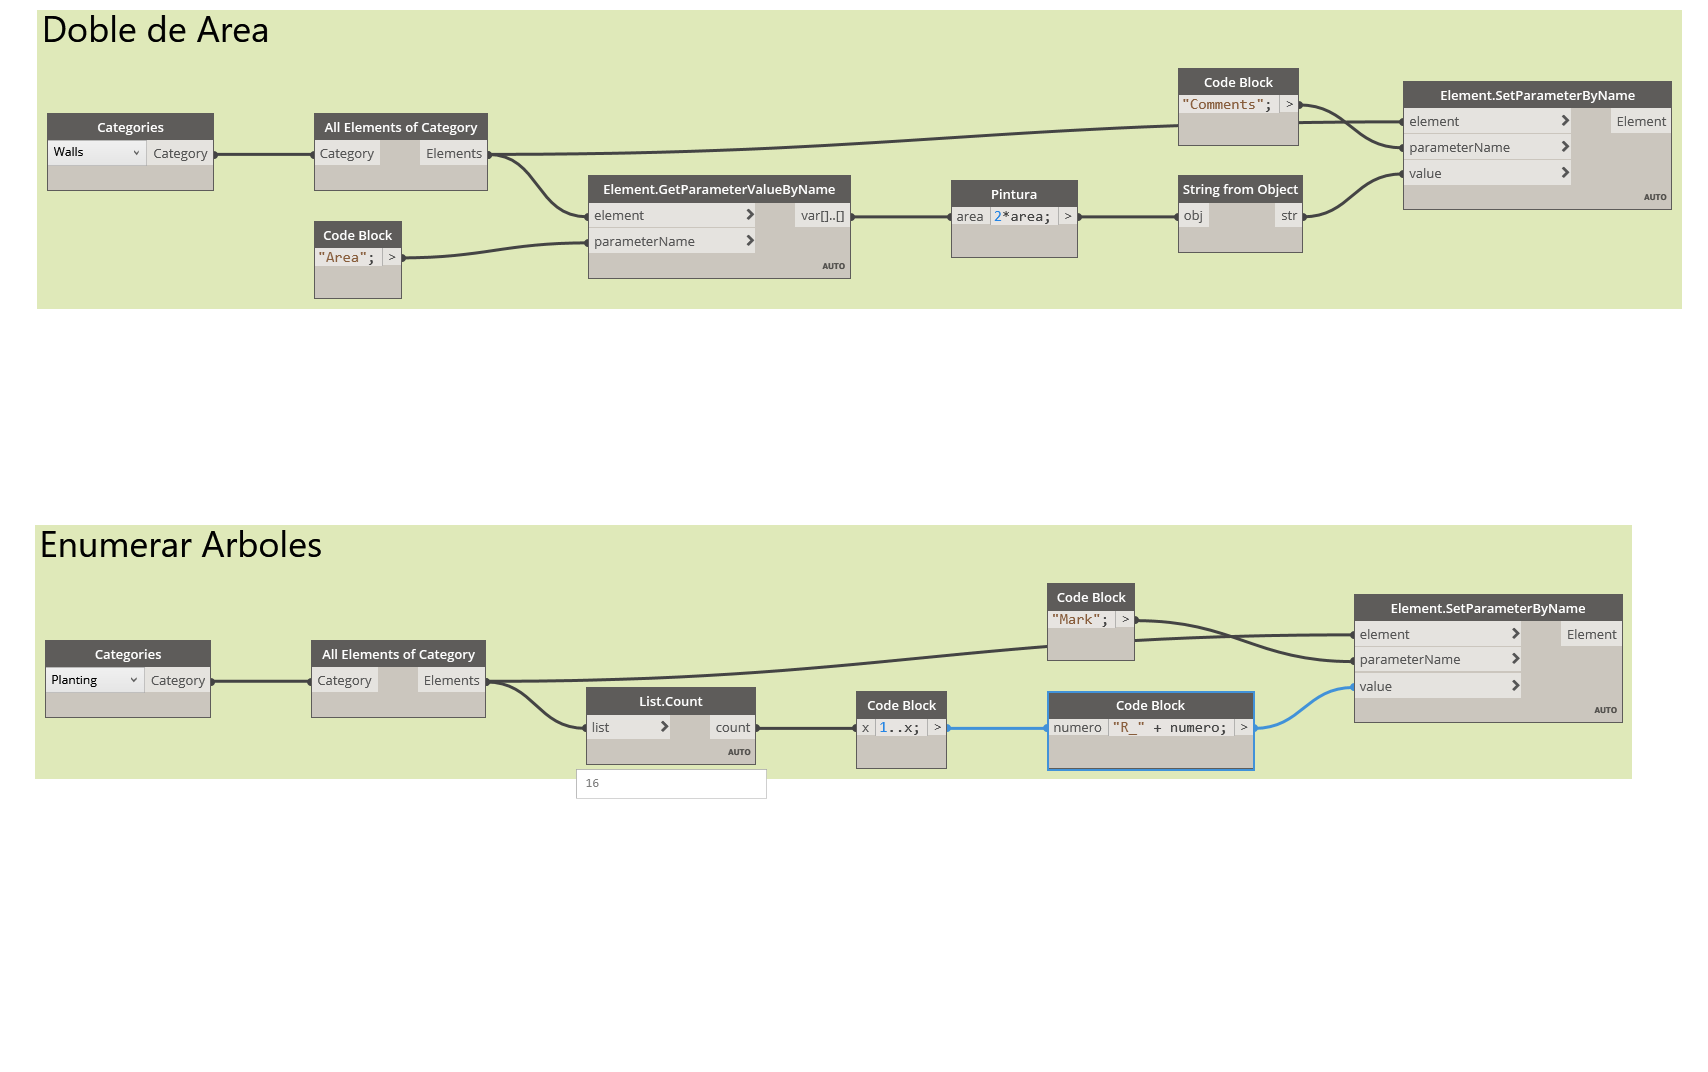 Doble de Area
Categories
Walls
Category
All Elements of Category
Category
Elements
Code Block
"Area";
>
Element.GetParameterValueByName
element
var[]..[]
parameterName
AUTO
Pintura
area
2*area;
>
Code Block
"Comments";
>
String from Object
obj
str
Element.SetParameterByName
element
Element
parameterName
value
AUTO
Enumerar Arboles
Categories
Planting
Category
All Elements of Category
Category
Elements
List.Count
list
count
AUTO
16
Code Block
x
1..x;
>
Code Block
"Mark";
>
Code Block
numero
"R_" + numero;
>
Element.SetParameterByName
element
Element
parameterName
value
AUTO